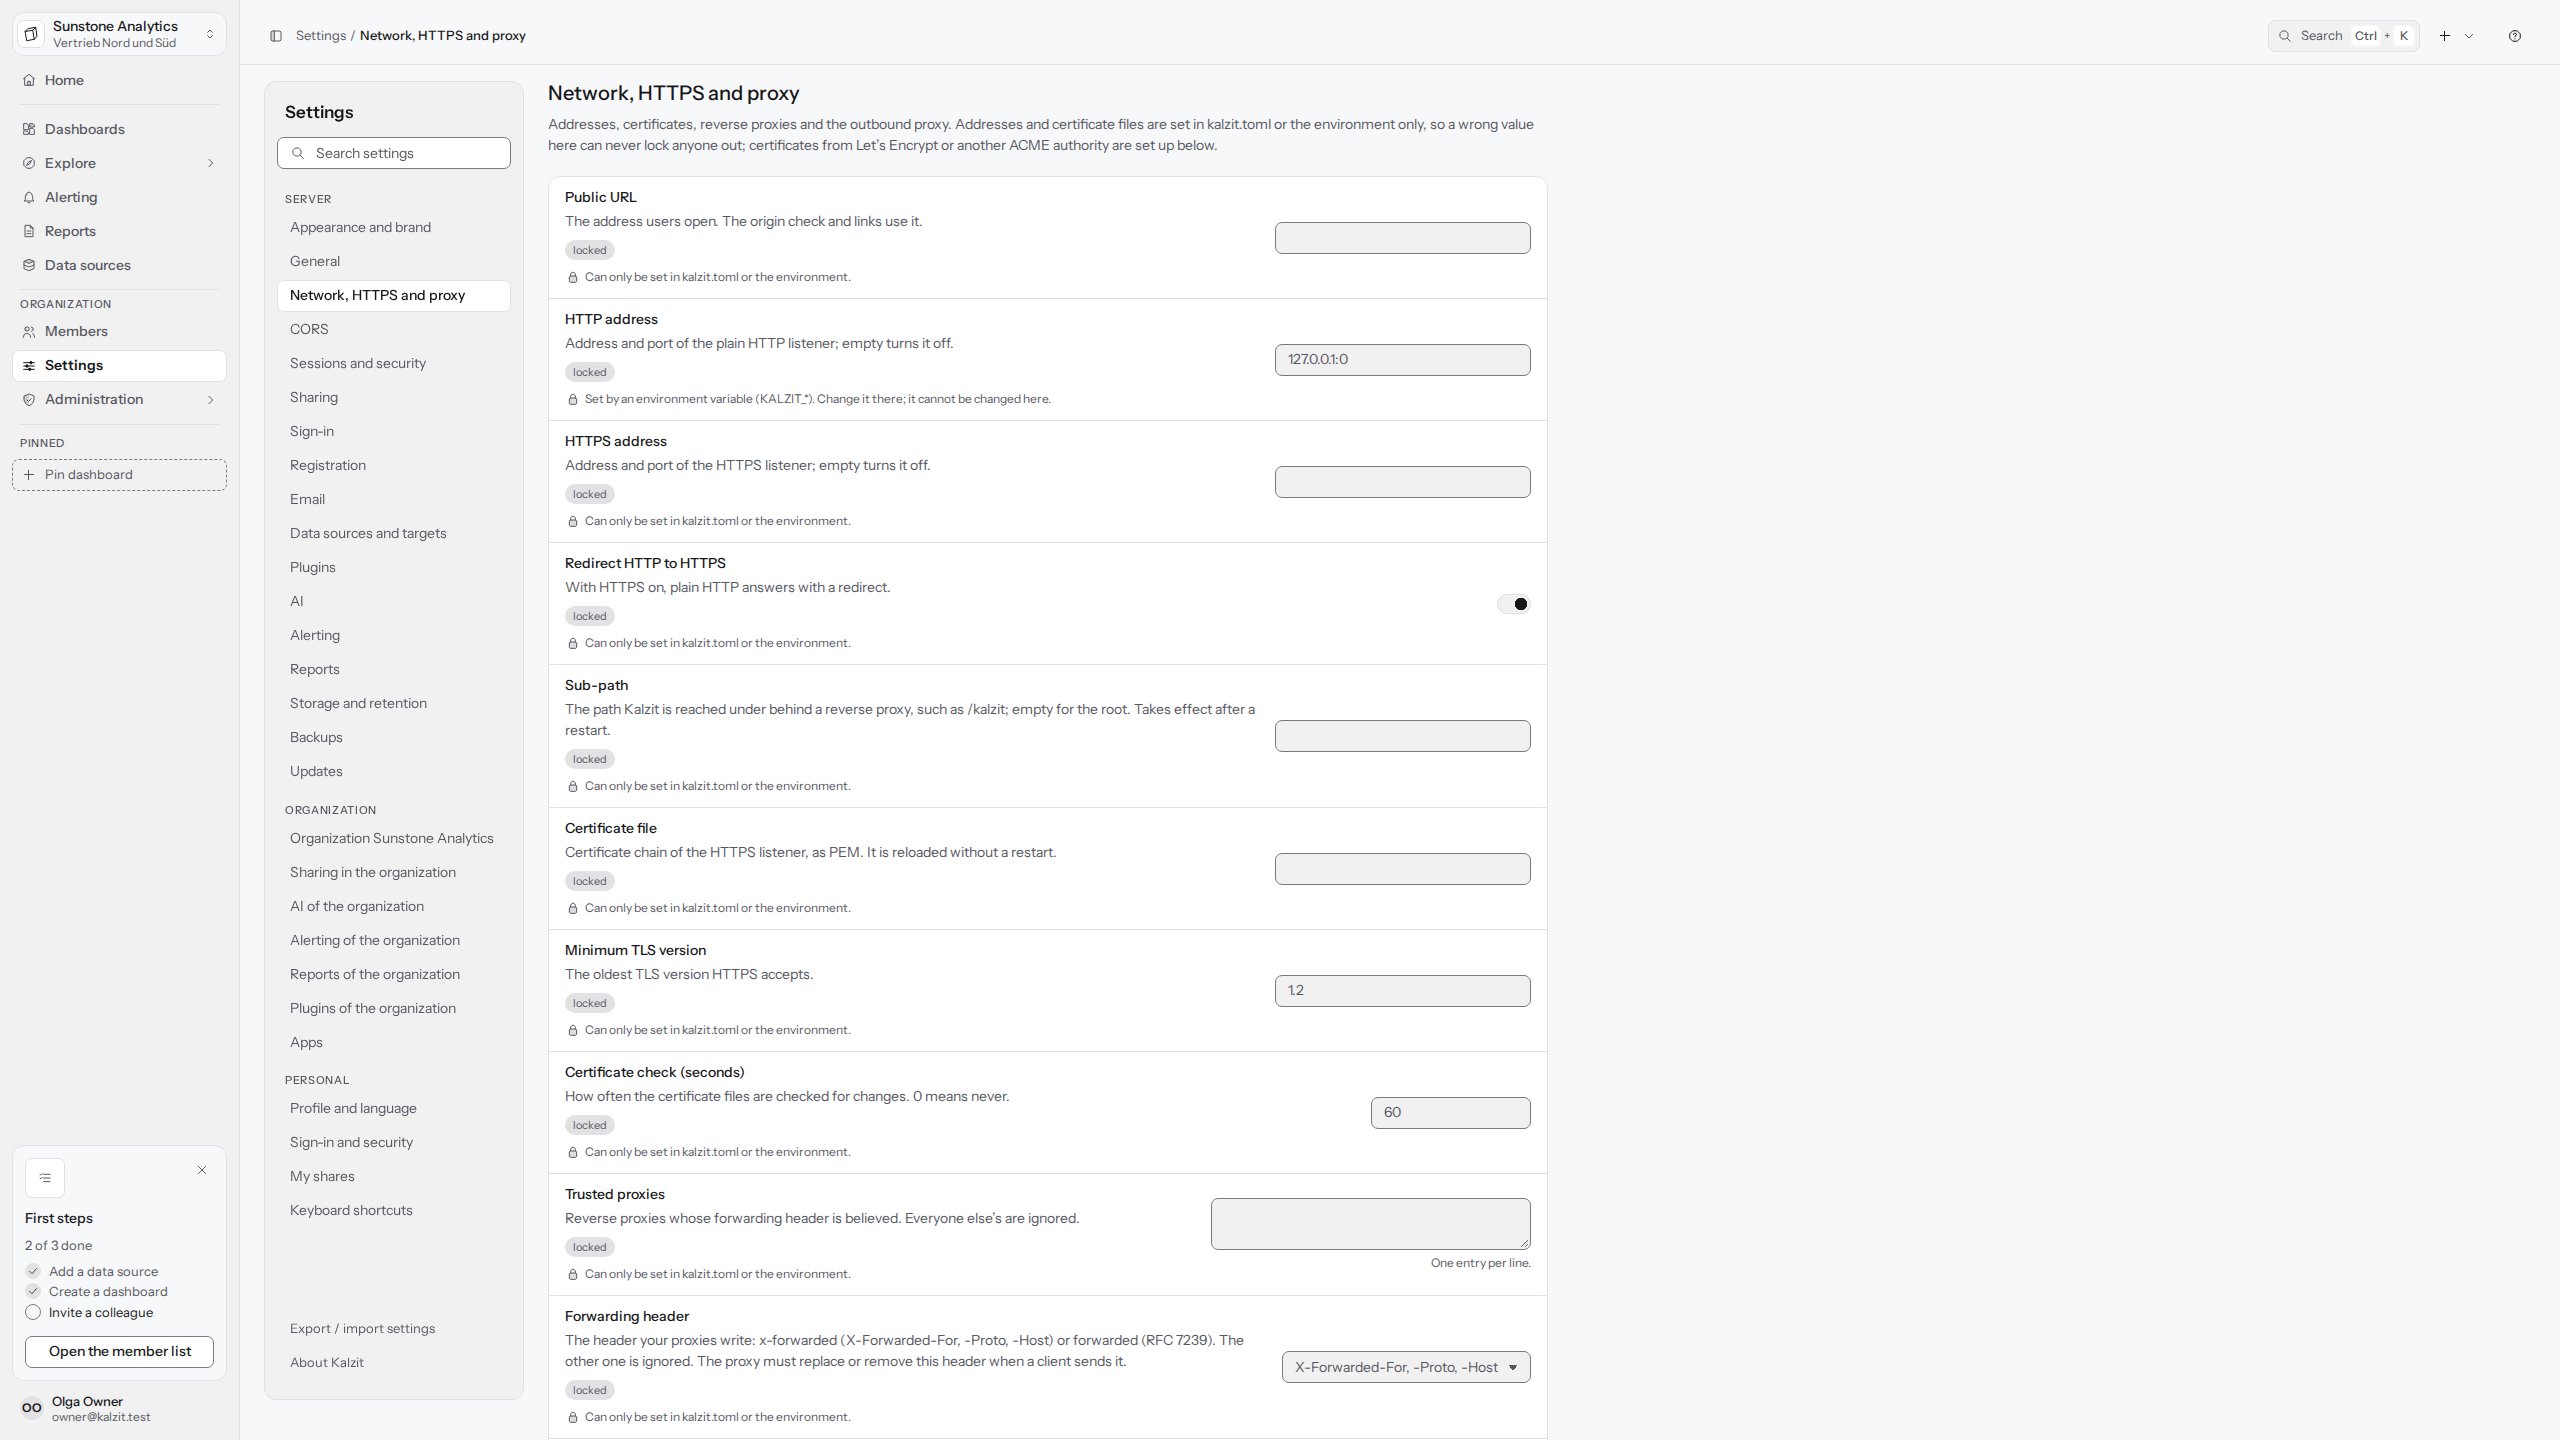 Sunstone Analytics
Vertrieb Nord und Süd
Home
Dashboards
Explore
Alerting
Reports
Data sources
ORGANIZATION
Members
Settings
Administration
PINNED
Pin dashboard
First steps
2 of 3 done
Add a data source
Create a dashboard
Invite a colleague
Open the member list
OO
Olga Owner
owner@kalzit.test
Settings / Network, HTTPS and proxy
Search Ctrl + K
Settings
Search settings
SERVER
Appearance and brand
General
Network, HTTPS and proxy
CORS
Sessions and security
Sharing
Sign-in
Registration
Email
Data sources and targets
Plugins
AI
Alerting
Reports
Storage and retention
Backups
Updates
ORGANIZATION
Organization Sunstone Analytics
Sharing in the organization
AI of the organization
Alerting of the organization
Reports of the organization
Plugins of the organization
Apps
PERSONAL
Profile and language
Sign-in and security
My shares
Keyboard shortcuts
Export / import settings
About Kalzit
Network, HTTPS and proxy
Addresses, certificates, reverse proxies and the outbound proxy. Addresses and certificate files are set in kalzit.toml or the environment only, so a wrong value
here can never lock anyone out; certificates from Let's Encrypt or another ACME authority are set up below.
Public URL
The address users open. The origin check and links use it.
locked
Can only be set in kalzit.toml or the environment.
HTTP address
Address and port of the plain HTTP listener; empty turns it off.
locked
Set by an environment variable (KALZIT_*). Change it there; it cannot be changed here.
127.0.0.1:0
HTTPS address
Address and port of the HTTPS listener; empty turns it off.
locked
Can only be set in kalzit.toml or the environment.
Redirect HTTP to HTTPS
With HTTPS on, plain HTTP answers with a redirect.
locked
Can only be set in kalzit.toml or the environment.
Sub-path
The path Kalzit is reached under behind a reverse proxy, such as /kalzit; empty for the root. Takes effect after a
restart.
locked
Can only be set in kalzit.toml or the environment.
Certificate file
Certificate chain of the HTTPS listener, as PEM. It is reloaded without a restart.
locked
Can only be set in kalzit.toml or the environment.
Minimum TLS version
The oldest TLS version HTTPS accepts.
locked
Can only be set in kalzit.toml or the environment.
1.2
Certificate check (seconds)
How often the certificate files are checked for changes. 0 means never.
locked
Can only be set in kalzit.toml or the environment.
60
Trusted proxies
Reverse proxies whose forwarding header is believed. Everyone else's are ignored.
locked
Can only be set in kalzit.toml or the environment.
One entry per line.
Forwarding header
The header your proxies write: x-forwarded (X-Forwarded-For, -Proto, -Host) or forwarded (RFC 7239). The
other one is ignored. The proxy must replace or remove this header when a client sends it.
locked
Can only be set in kalzit.toml or the environment.
X-Forwarded-For, -Proto, -Host